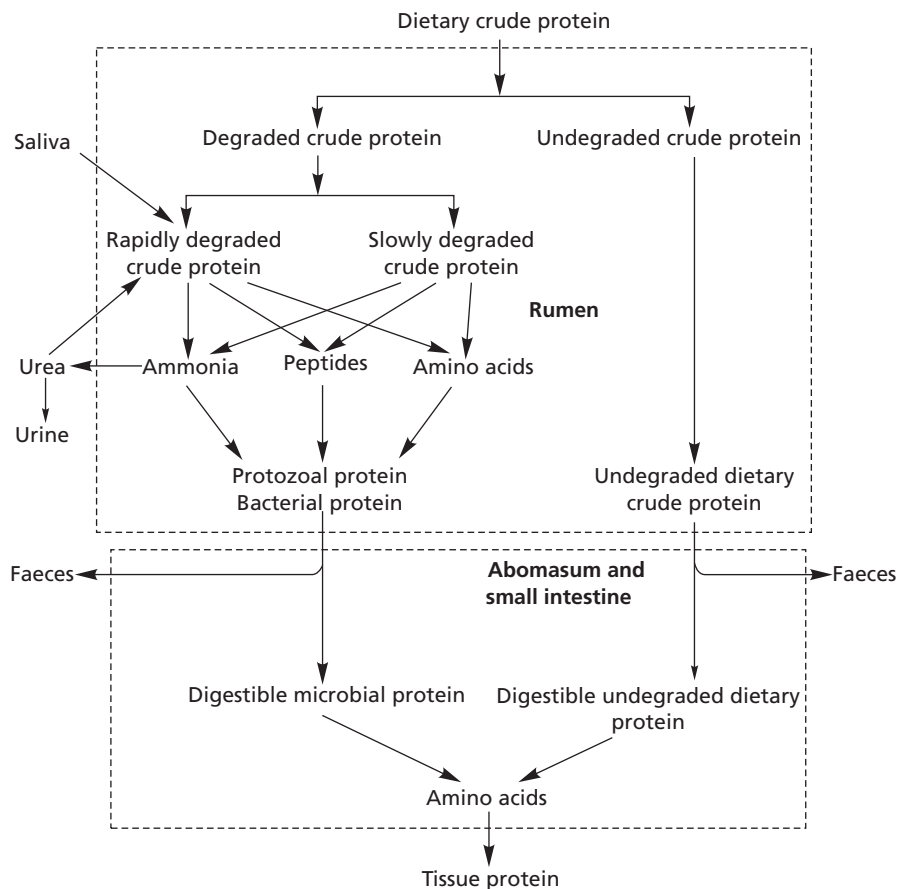 Dietary crude protein
Saliva
Degraded crude protein
Undegraded crude protein
Rapidly degraded
crude protein
Slowly degraded
crude protein
Rumen
Urea
Ammonia
Peptides
Amino acids
Urine
Protozoal protein
Bacterial protein
Undegraded dietary
crude protein
Faeces
Abomasum and
small intestine
Faeces
Digestible microbial protein
Digestible undegraded dietary
protein
Amino acids
Tissue protein